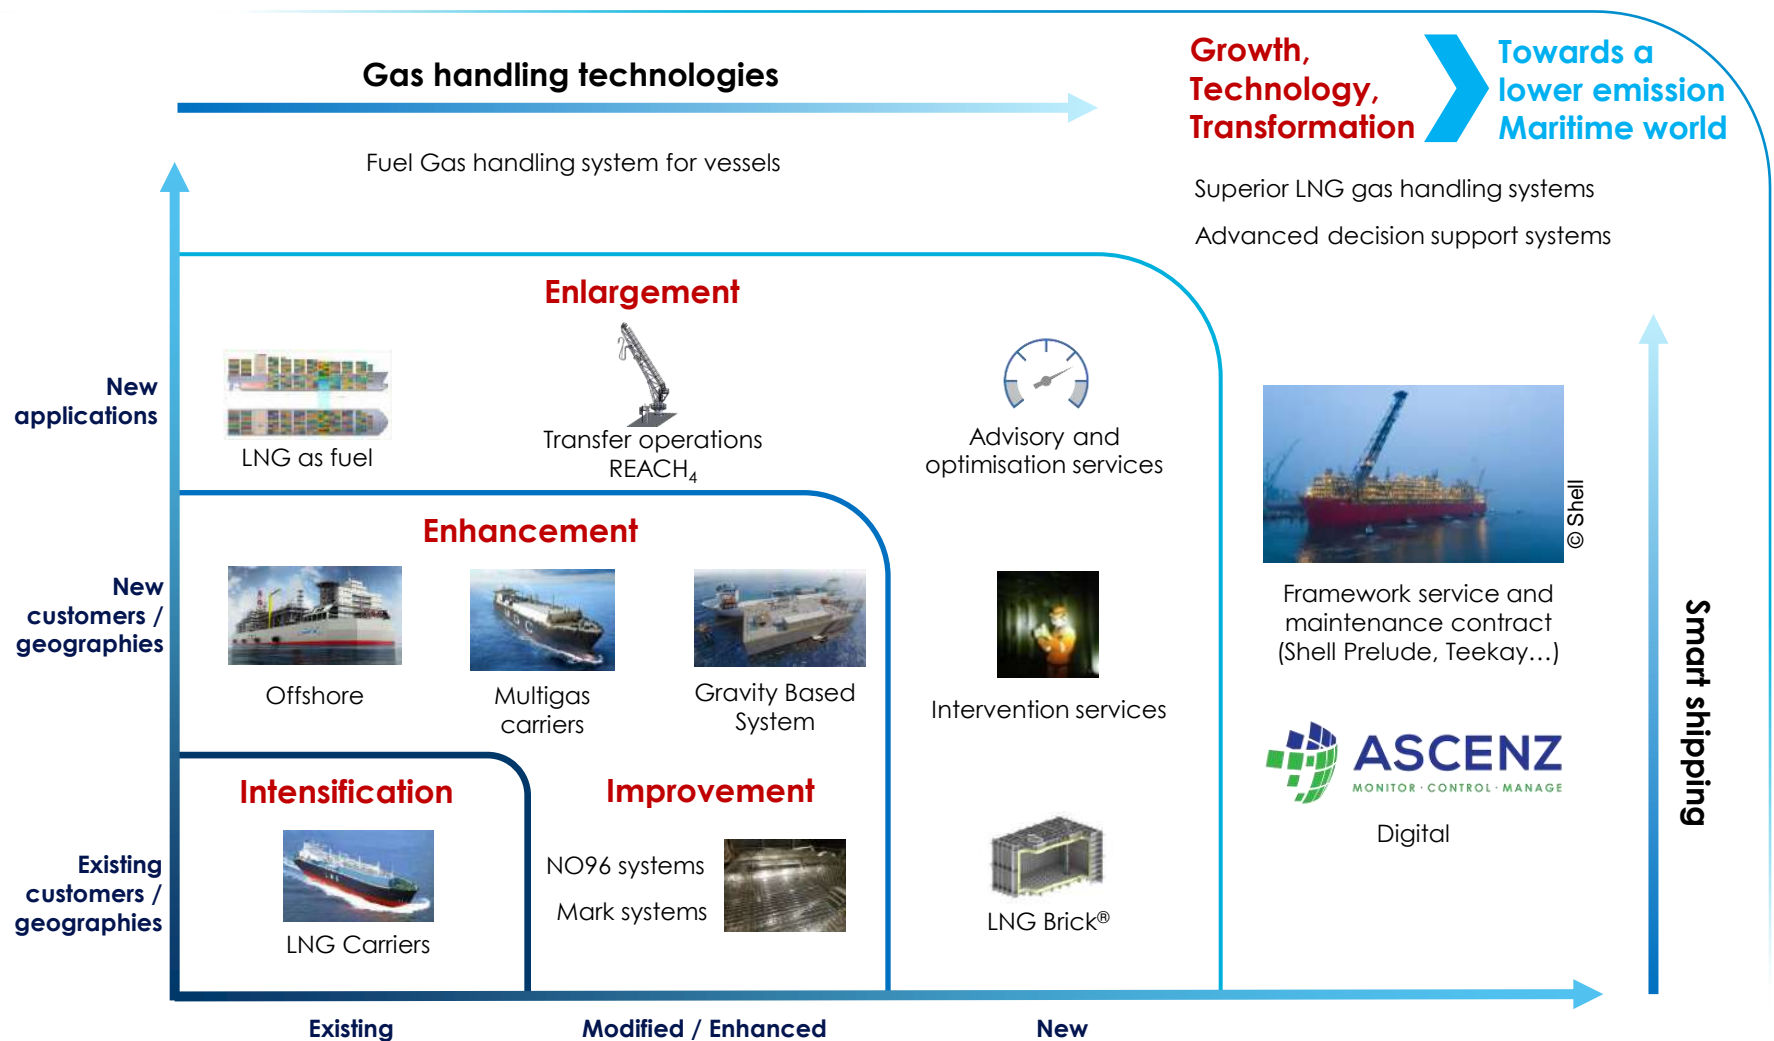 Gas handling technologies
Fuel Gas handling system for vessels
Growth,
Technology,
Transformation
Towards a
lower emission
Maritime world
Superior LNG gas handling systems
Advanced decision support systems
New
applications
Enlargement
LNG as fuel
Transfer operations
REACH₄
Advisory and
optimisation services
New
customers /
geographies
Enhancement
Offshore
Multigas
carriers
Gravity Based
System
Intervention services
© Shell
Framework service and
maintenance contract
(Shell Prelude, Teekay…)
ASCENZ
MONITOR · CONTROL · MANAGE
Digital
Smart shipping
Existing
customers /
geographies
Intensification
LNG Carriers
Improvement
NO96 systems
Mark systems
LNG Brick®
Existing
Modified / Enhanced
New